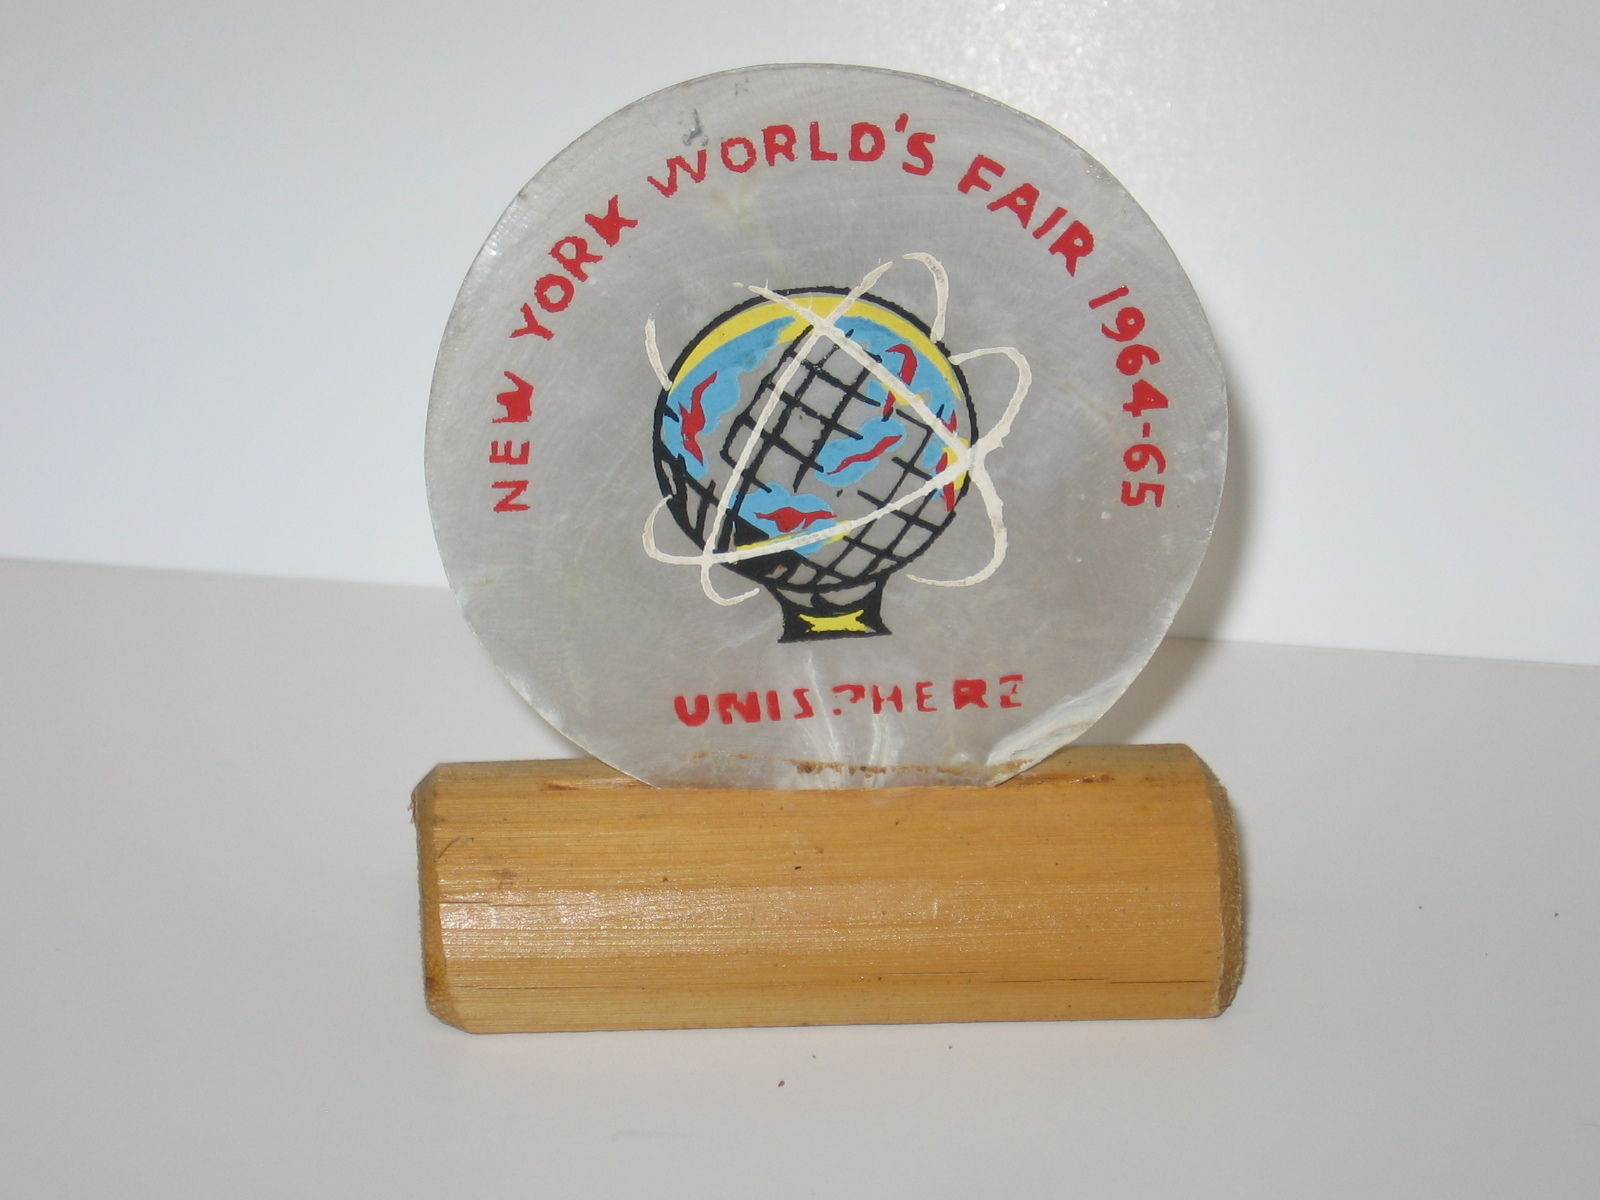 NEW YORK WORLD'S FAIR 1964-65
UNISPHERE